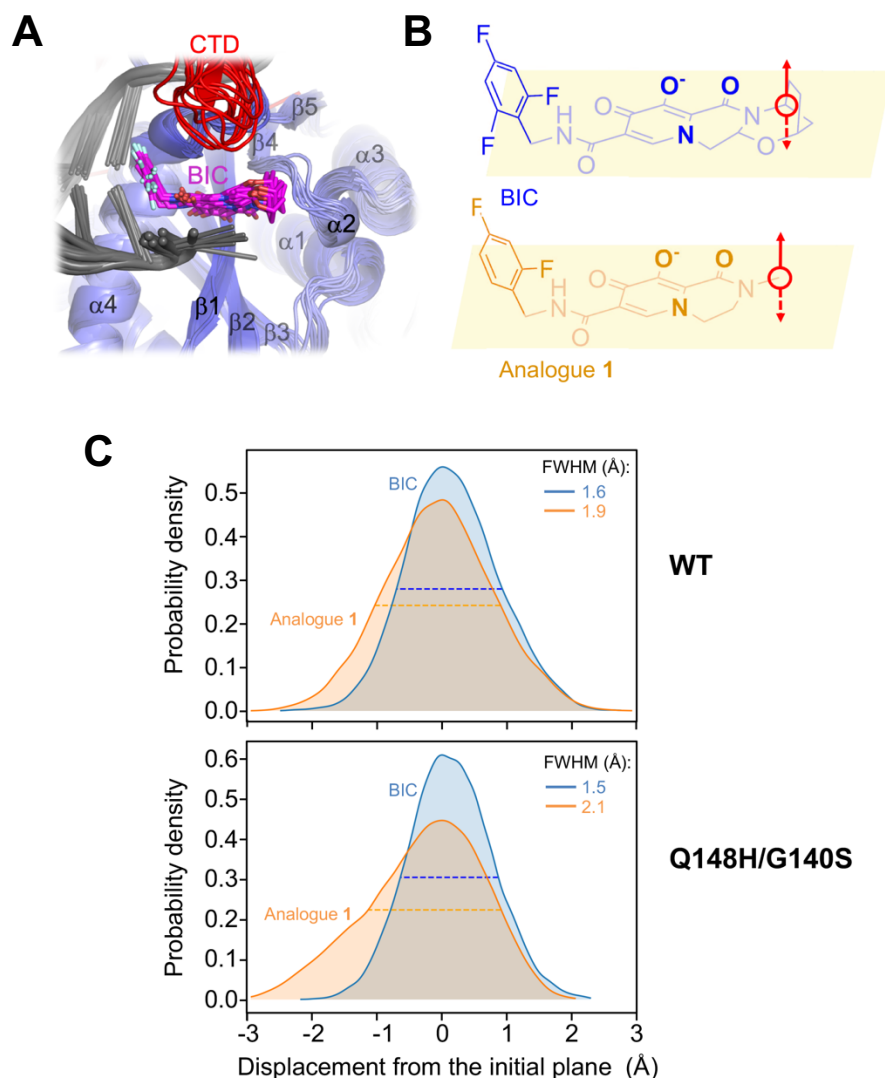 A
CTD
β5
β4
α3
BIC
α2
α1
α4
β1
β2
β3
B
F
F
F
O
O-
O
N
H
N
N
O
O
BIC
F
F
O
O-
O
N
H
N
N
O
Analogue 1
C
FWHM (Å):
BIC
1.6
1.9
0.5
0.4
0.3
0.2
0.1
0.0
Probability density
Analogue 1
WT
FWHM (Å):
BIC
1.5
2.1
0.6
0.5
0.4
0.3
0.2
0.1
0.0
Probability density
Analogue 1
Q148H/G140S
-3 -2 -1 0 1 2 3
Displacement from the initial plane (Å)